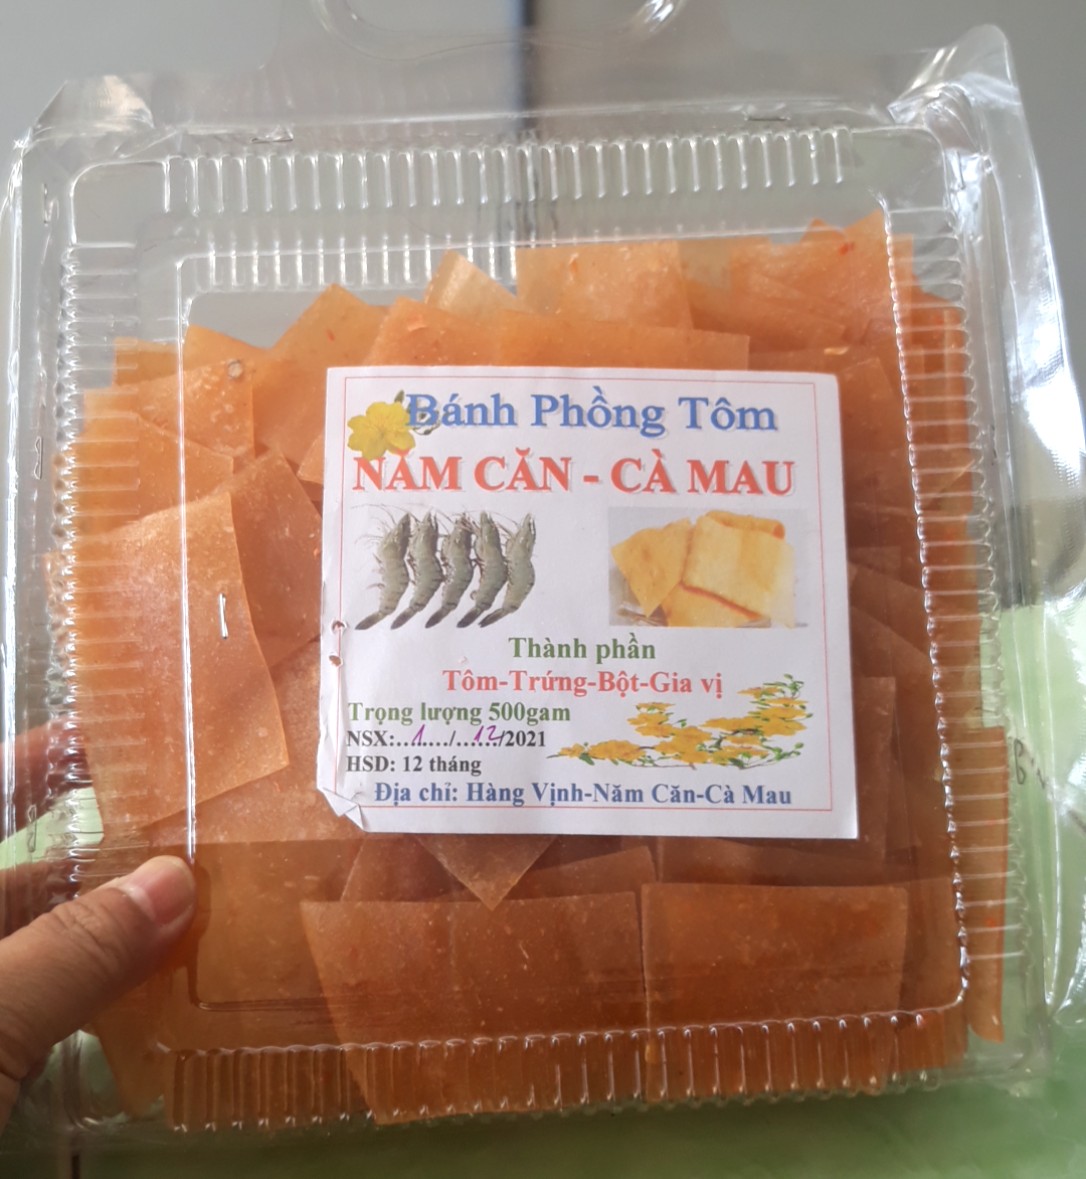 Bánh Phồng Tôm
NĂM CĂN - CÀ MAU
Thành phần
Tôm-Trứng-Bột-Gia vị
Trọng lượng 500gam
NSX:...1..../...12./2021
HSD: 12 tháng
Địa chỉ: Hàng Vịnh-Năm Căn-Cà Mau